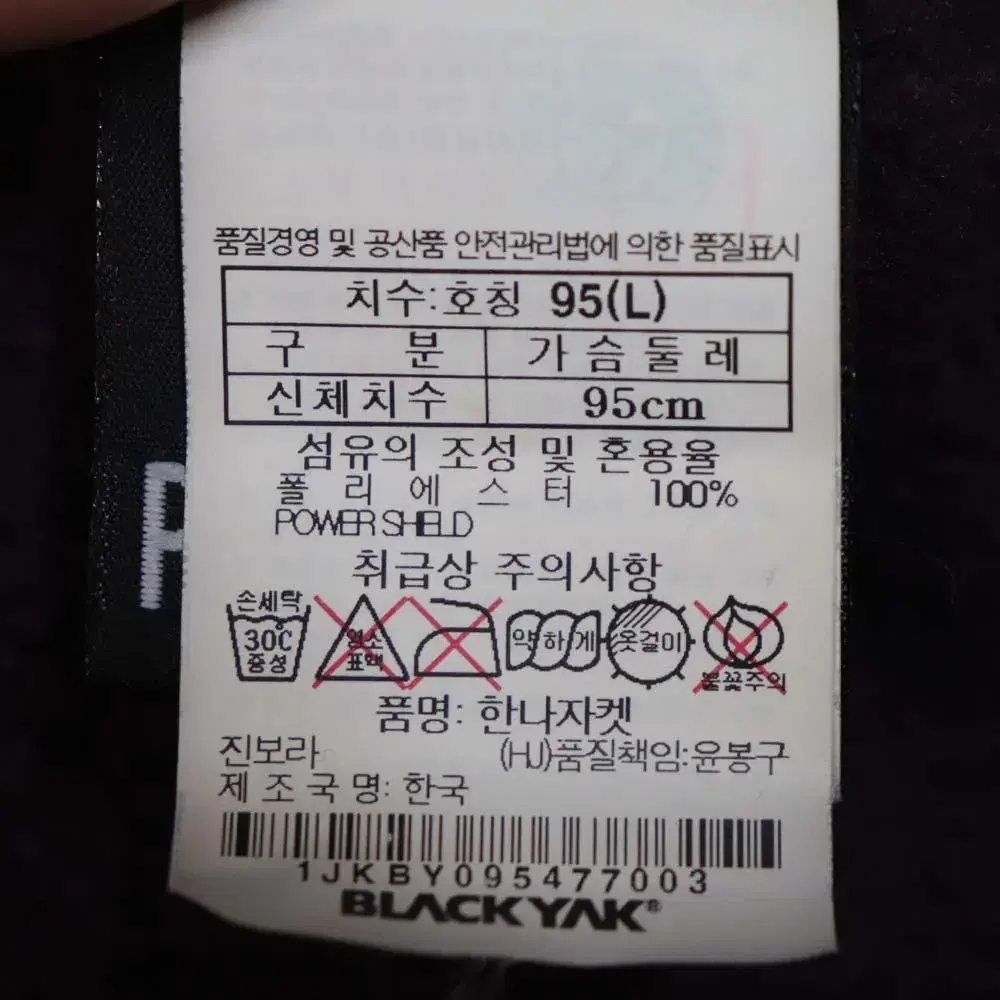 품질경영 및 공산품 안전관리법에 의한 품질표시
치수:호칭 95(L)
구 분 가슴둘레
신체치수 95cm
섬유의 조성 및 혼용율
폴리에스터 100%
POWER SHIELD
취급상 주의사항
손세탁 30℃ 중성
염소 표백
약하게
옷걸이
불꽃주의
품명: 한나자켓
진보라 (HJ)품질책임:윤봉구
제조국명: 한국
1JKBY095477003
BLACKYAK®